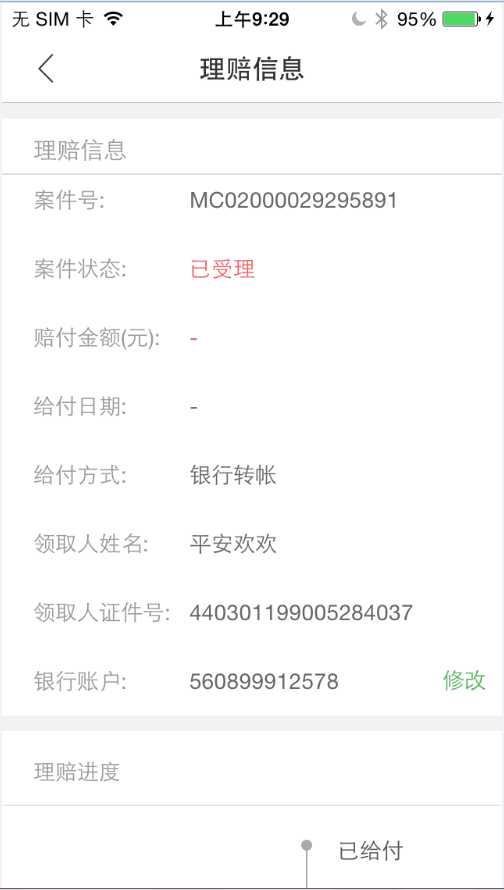 无 SIM 卡 上午9:29 95%
理赔信息
理赔信息
案件号: MC02000029295891
案件状态: 已受理
赔付金额(元): -
给付日期: -
给付方式: 银行转帐
领取人姓名: 平安欢欢
领取人证件号: 440301199005284037
银行账户: 560899912578 修改
理赔进度
已给付